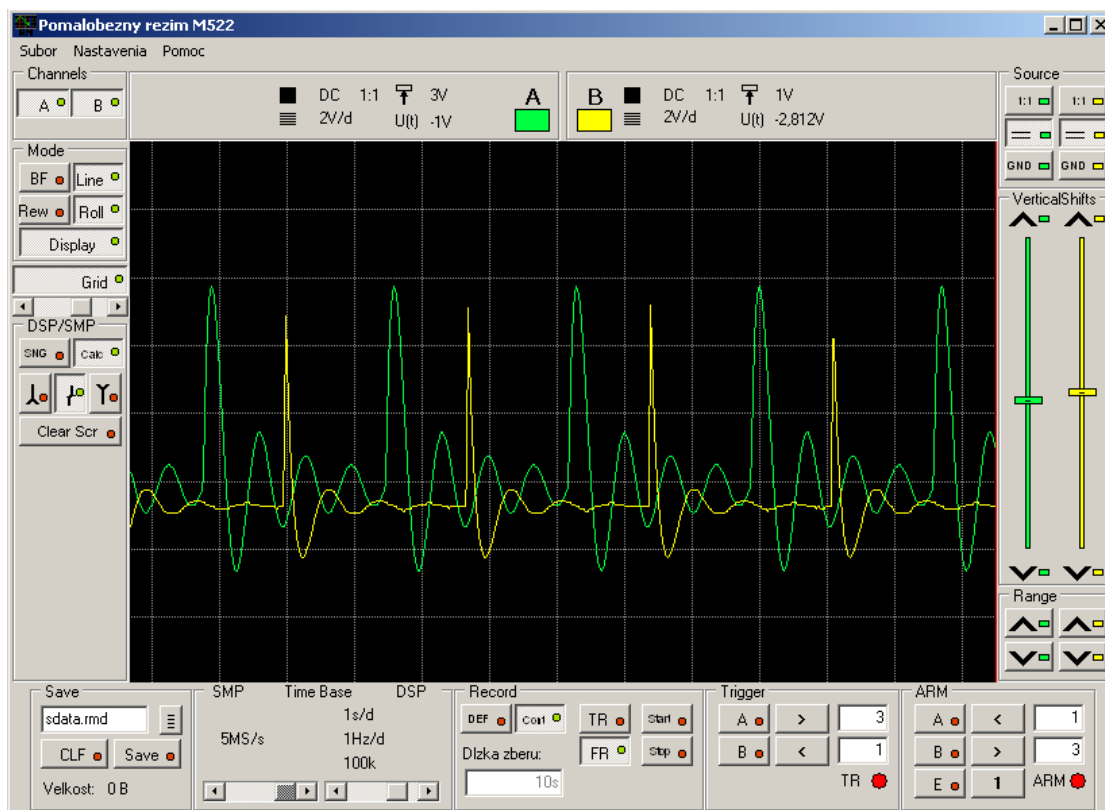 Pomalobezny rezim M522
Subor Nastavenia Pomoc
Channels
A B
DC 1:1 3V
2V/d U(t) -1V
A
B
DC 1:1 1V
2V/d U(t) -2,812V
Source
1:1 1:1
GND GND
Mode
BF Line
Rew Roll
Display
Grid
DSP/SMP
SNG Calc
Clear Scr
VerticalShifts
Range
Save
sdata.rmd
CLF Save
Velkost: 0 B
SMP Time Base DSP
1s/d
5MS/s 1Hz/d
100k
Record
DEF Cont TR Start
Dlzka zberu: FR Stop
10s
Trigger
A > 3
B < 1
TR
ARM
A < 1
B > 3
E 1 ARM